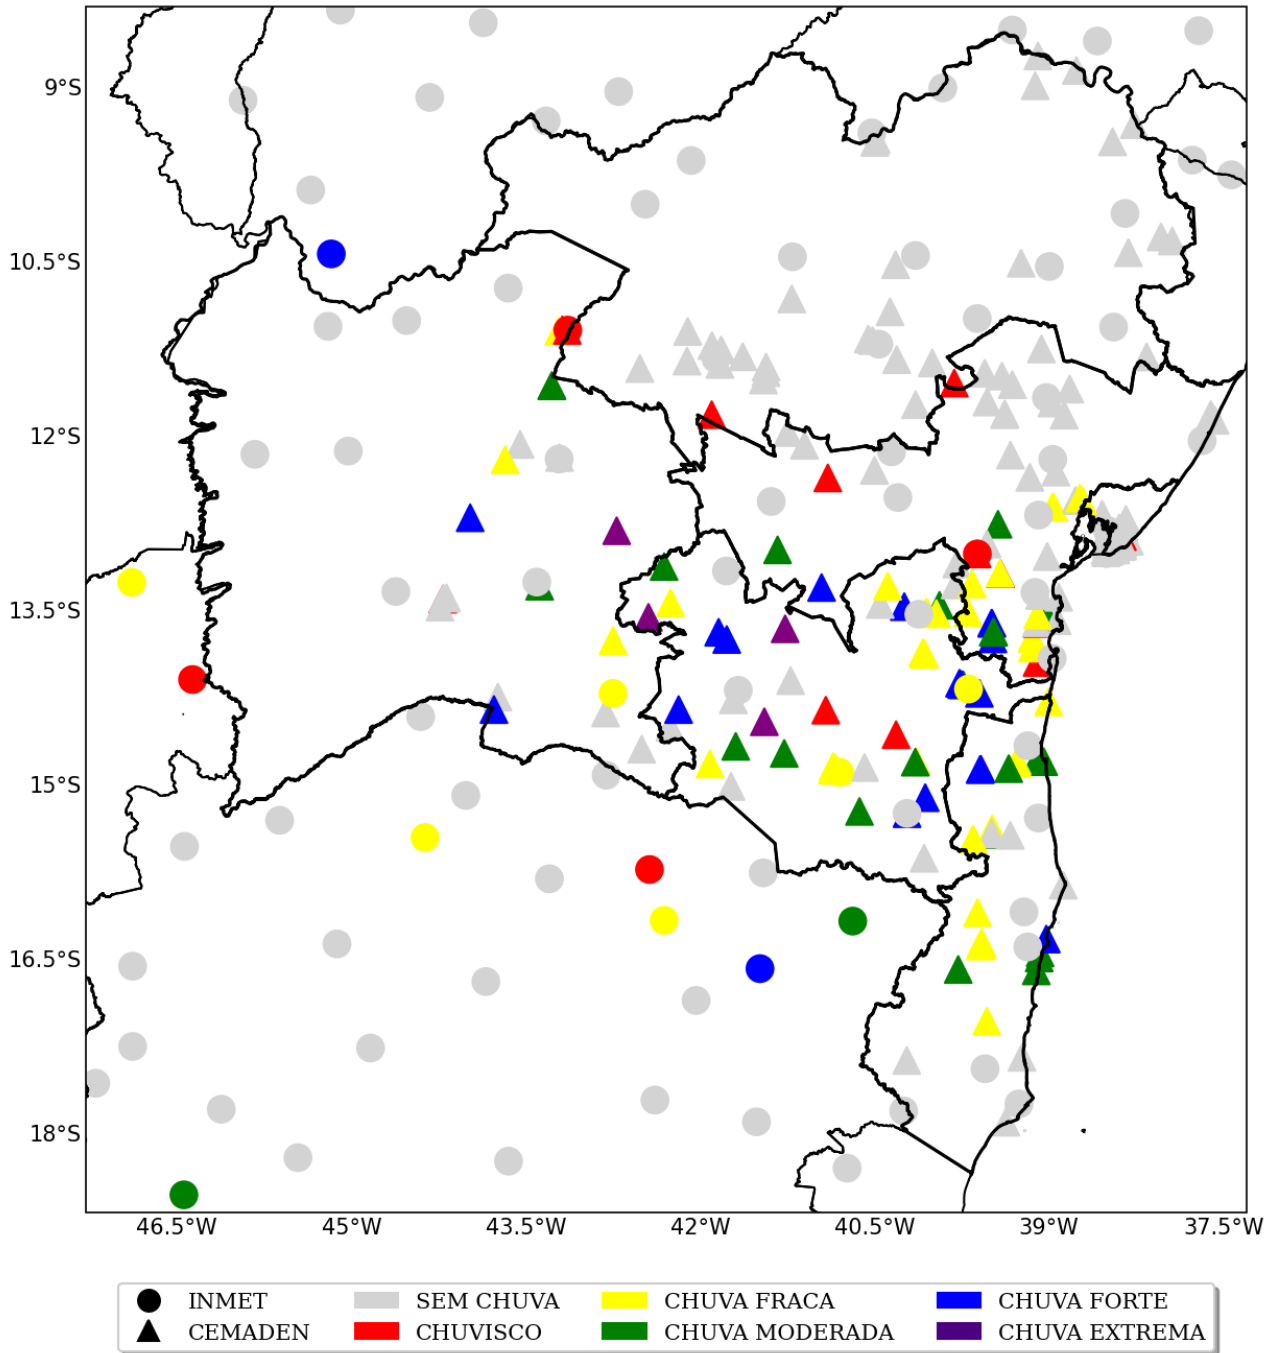 9°S
10.5°S
12°S
13.5°S
15°S
16.5°S
18°S
46.5°W 45°W 43.5°W 42°W 40.5°W 39°W 37.5°W
INMET SEM CHUVA CHUVA FRACA CHUVA FORTE
CEMADEN CHUVISCO CHUVA MODERADA CHUVA EXTREMA